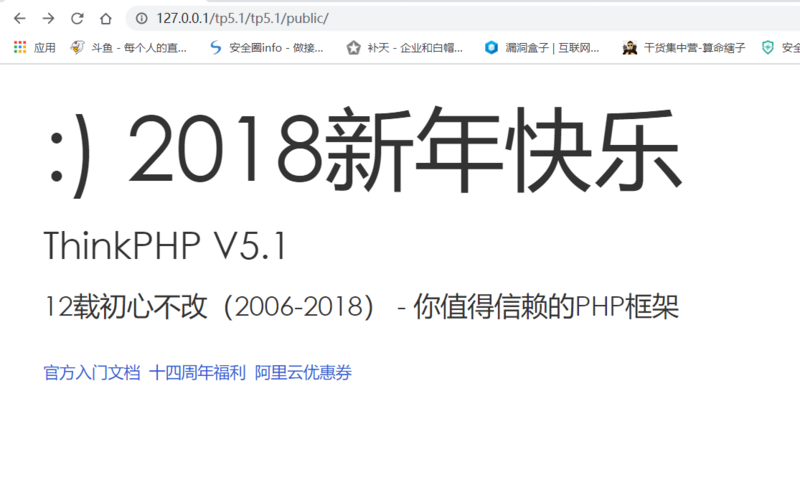 127.0.0.1/tp5.1/tp5.1/public/
应用 斗鱼 - 每个人的直... 安全圈info - 做接... 补天 - 企业和白帽... 漏洞盒子 | 互联网... 干货集中营-算命瞎子 安全
:) 2018新年快乐
ThinkPHP V5.1
12载初心不改（2006-2018） - 你值得信赖的PHP框架
官方入门文档 十四周年福利 阿里云优惠券